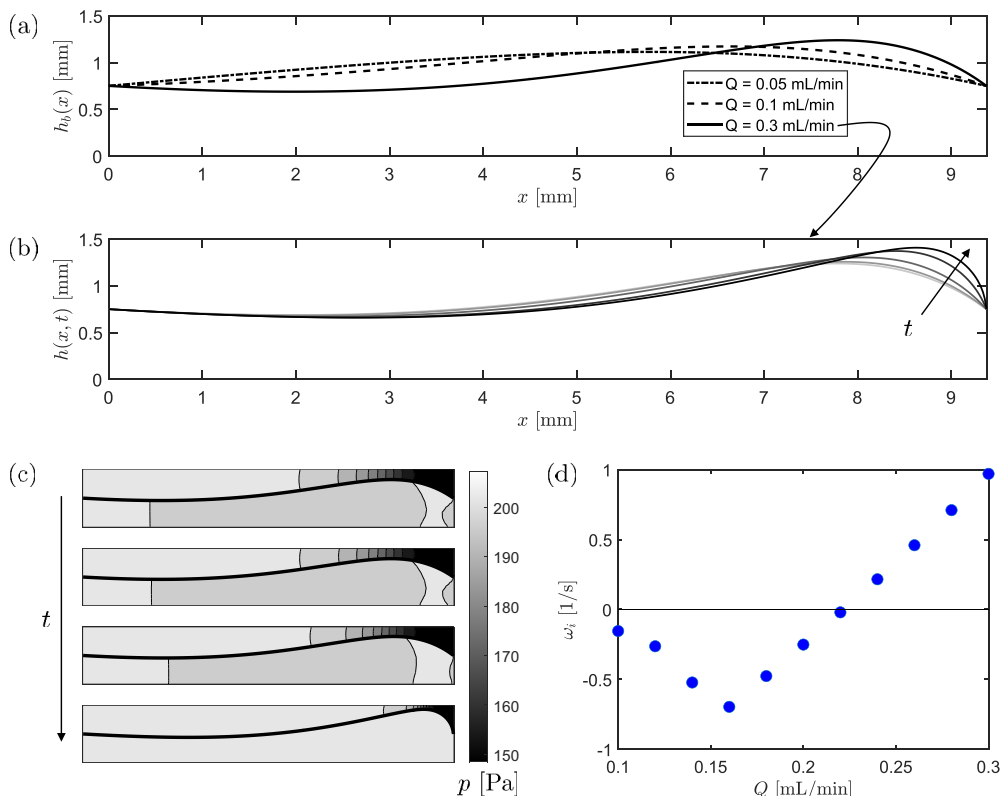 (a)
1.5
1
0.5
0
h_b(x) [mm]
Q = 0.05 mL/min
Q = 0.1 mL/min
Q = 0.3 mL/min
0 1 2 3 4 5 6 7 8 9
x [mm]
(b)
1.5
1
0.5
0
h(x, t) [mm]
t
0 1 2 3 4 5 6 7 8 9
x [mm]
(c)
t
200
190
180
170
160
150
p [Pa]
(d)
1
0.5
0
-0.5
-1
ω_i [1/s]
0.1 0.15 0.2 0.25 0.3
Q [mL/min]